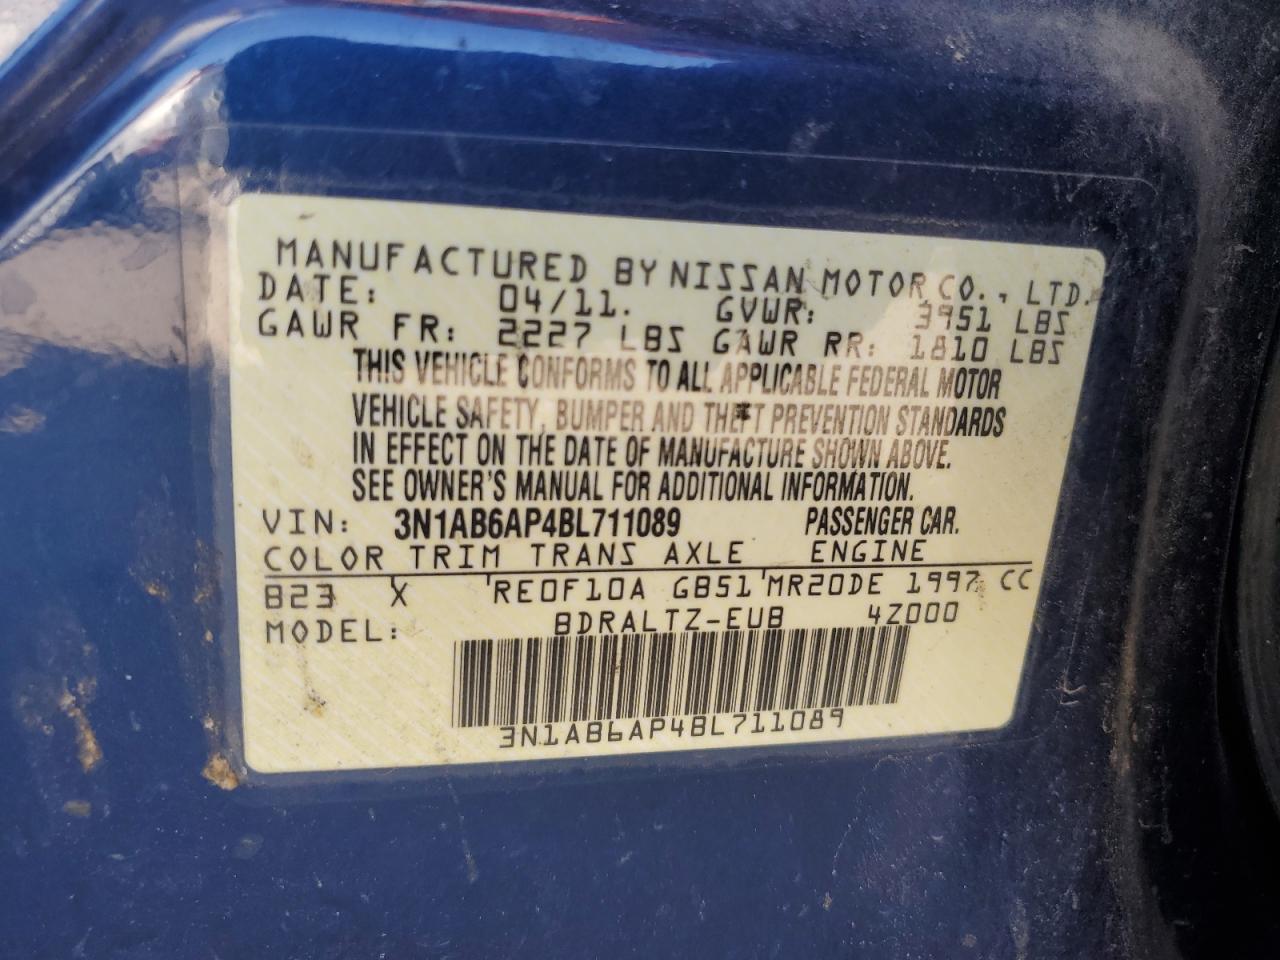 MANUFACTURED BY NISSAN MOTOR CO., LTD.
DATE: 04/11. GVWR: 3951 LBS
GAWR FR: 2227 LBS GAWR RR: 1810 LBS
THIS VEHICLE CONFORMS TO ALL APPLICABLE FEDERAL MOTOR
VEHICLE SAFETY, BUMPER AND THEFT PREVENTION STANDARDS
IN EFFECT ON THE DATE OF MANUFACTURE SHOWN ABOVE.
SEE OWNER'S MANUAL FOR ADDITIONAL INFORMATION.
VIN: 3N1AB6AP4BL711089 PASSENGER CAR.
COLOR TRIM TRANS AXLE ENGINE
B23 X 'RE0F10A GB51'MR20DE 1997 CC
MODEL: BDRALTZ-EUB 4Z000
3N1AB6AP4BL711089